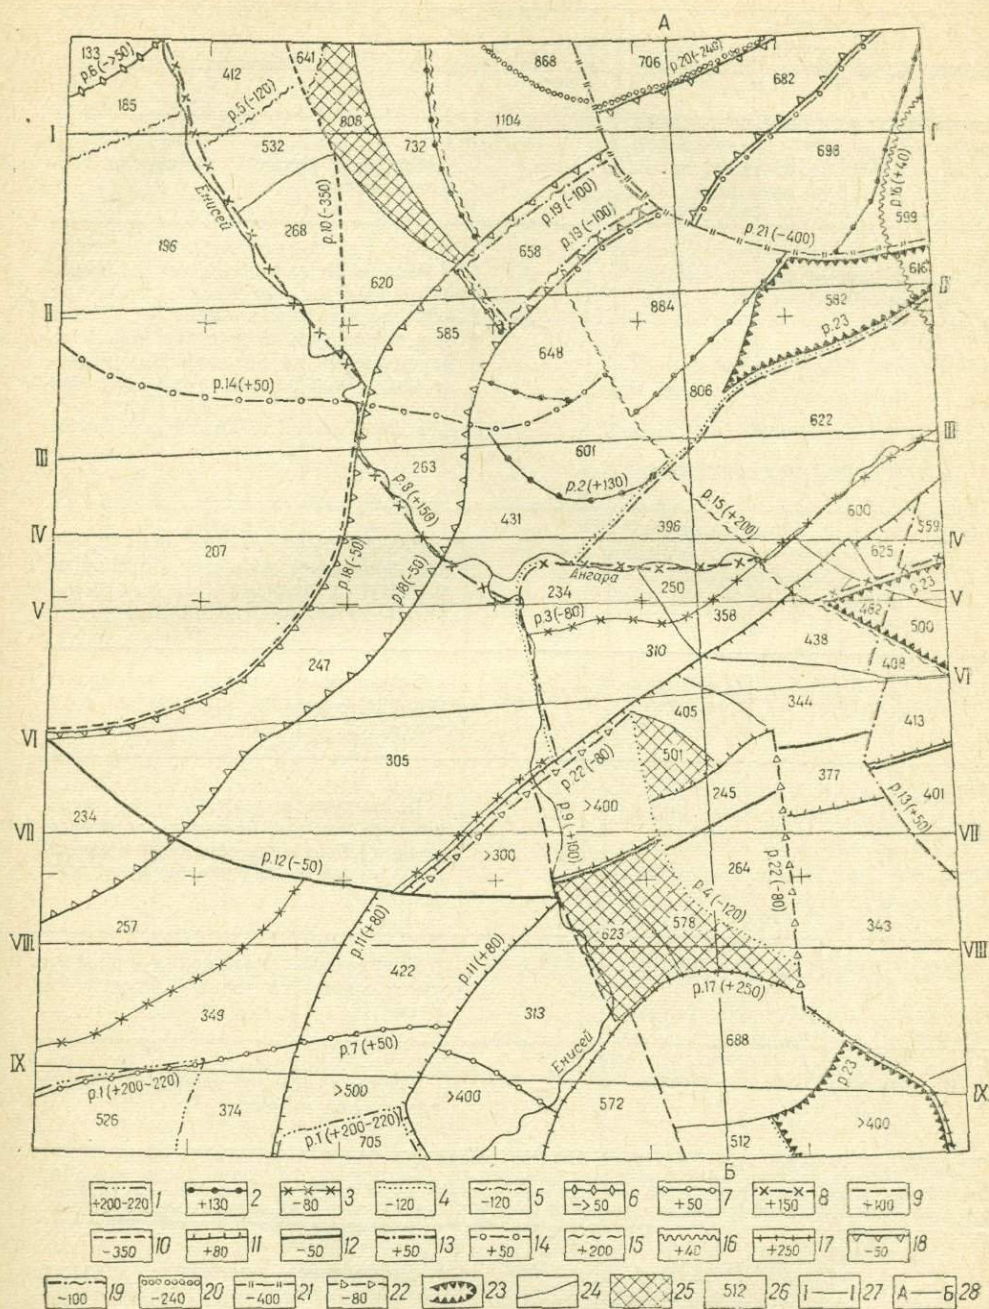 А
133
р.6(->50)
412
641
868
706
р.20(-240)
682
185
р.5(-120)
808
I
532
732
1104
698
I
р.16(+40)
599
Енисей
р.10(-350)
р.19(-100)
268
196
р.19(-100)
р.21(-400)
658
616
620
II
582
II
884
585
р.23
648
806
р.14(+50)
622
III
601
III
263
р.8(+150)
р.2(+130)
р.15(+200)
600
431
396
559
IV
207
IV
625
р.18(-50)
р.18(-50)
Ангара
250
р.23
V
234
482
V
358
500
р.3(-80)
438
310
408
247
VI
344
405
413
VI
305
501
р.22(-80)
377
245
401
>400
р.13(+50)
234
р.9(+100)
VII
VII
>300
р.12(-50)
264
р.22(-80)
р.4(-120)
257
р.11(+80)
623
578
343
VIII
р.11(+80)
VIII
422
р.17(+250)
313
349
688
р.7(+50)
Енисей
IX
р.1(+200-220)
р.23
>500
>400
IX
572
526
374
>400
р.1(+200-220)
705
512
Б
+200-220 1 +130 2 -80 3 -120 4 -120 5 ->50 6 +50 7 +150 8 +100 9
-350 10 +80 11 -50 12 +50 13 +50 14 +200 15 +40 16 +250 17 -50 18
-100 19 -240 20 -400 21 -80 22 23 24 25 512 26 I I 27 А Б 28